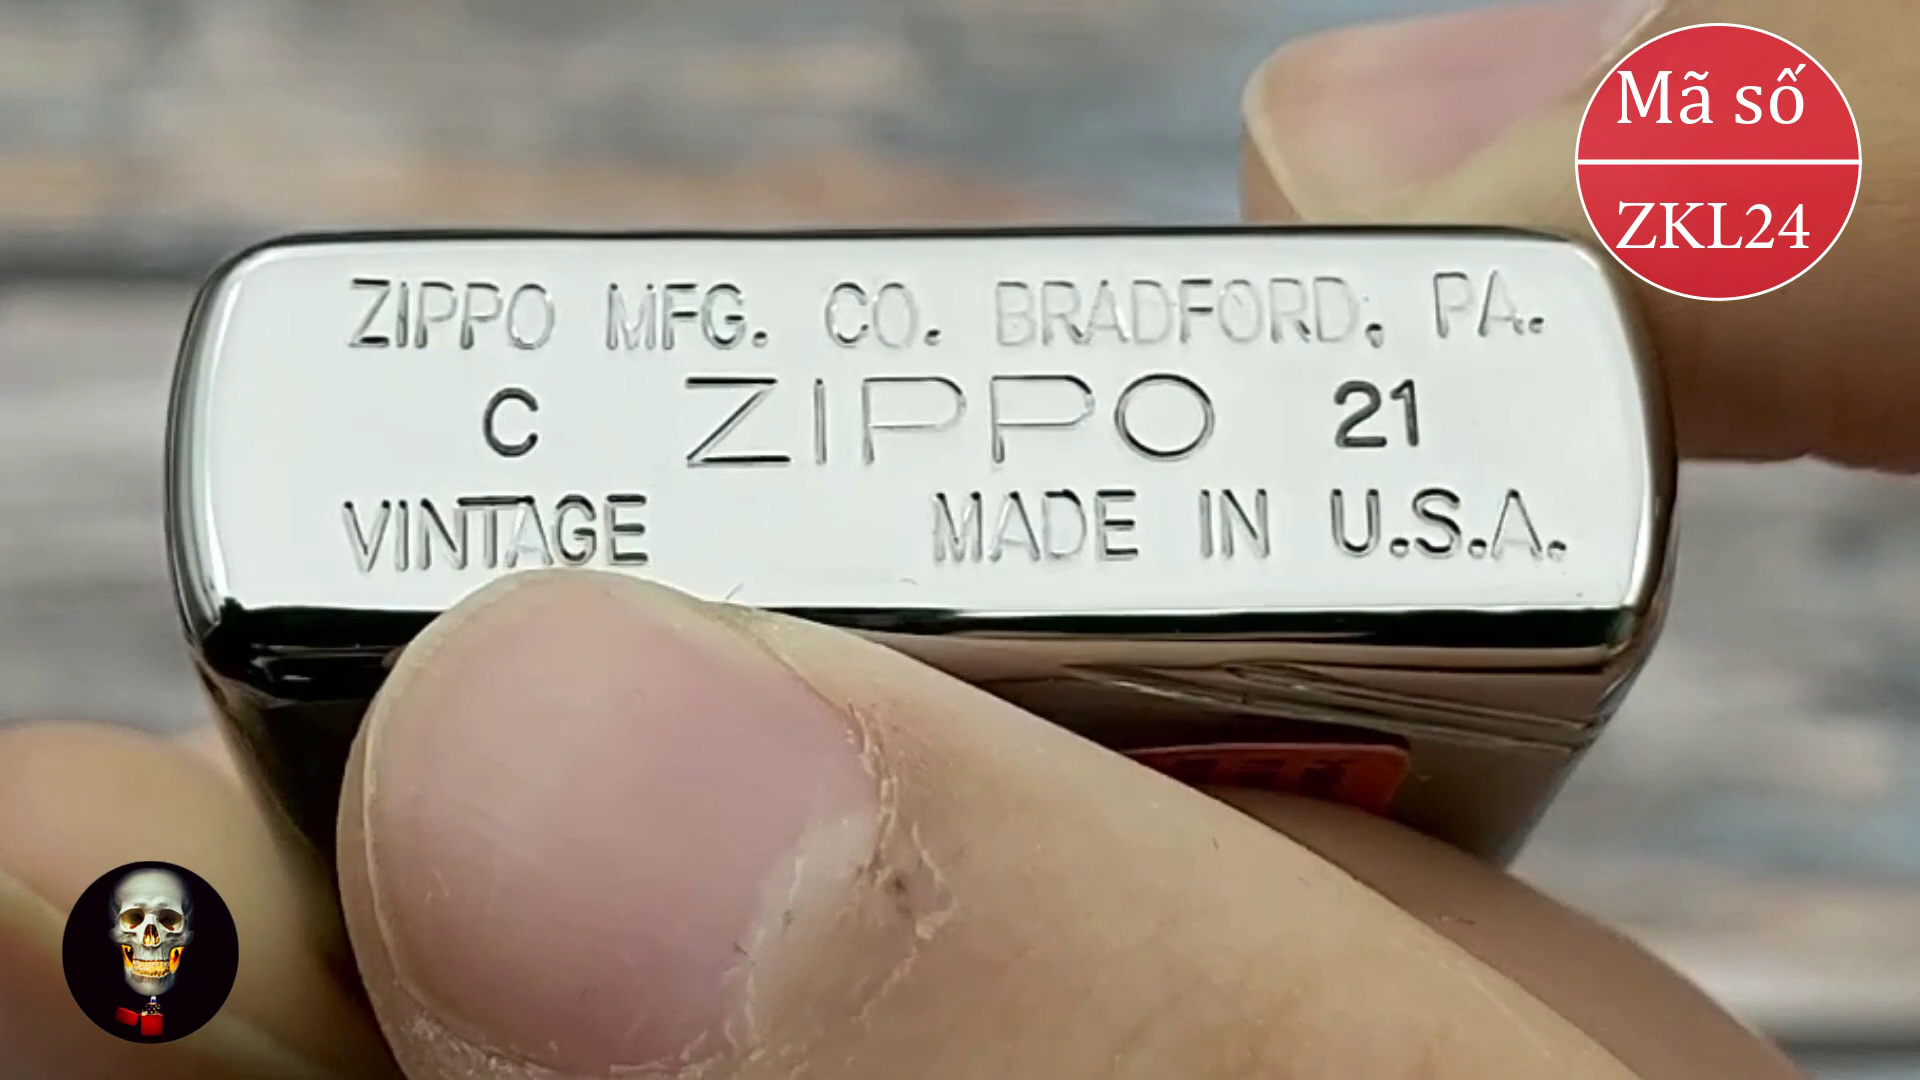 Mã số
ZKL24
ZIPPO MFG. CO. BRADFORD, PA.
C ZIPPO 21
VINTAGE MADE IN U.S.A.